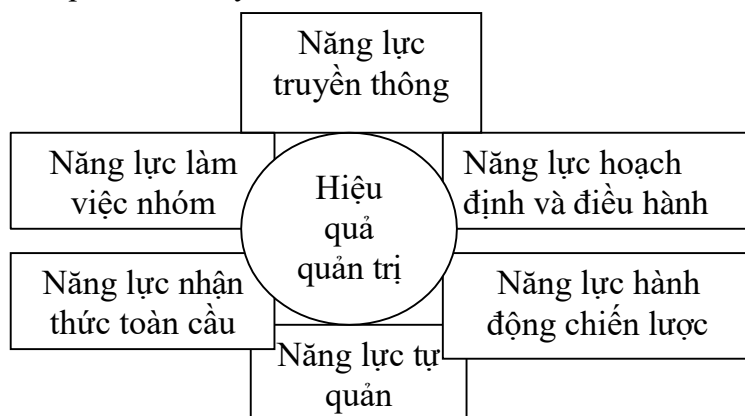 Năng lực
truyền thông
Năng lực làm
việc nhóm
Hiệu
quả
quản trị
Năng lực hoạch
định và điều hành
Năng lực nhận
thức toàn cầu
Năng lực hành
động chiến lược
Năng lực tự
quản